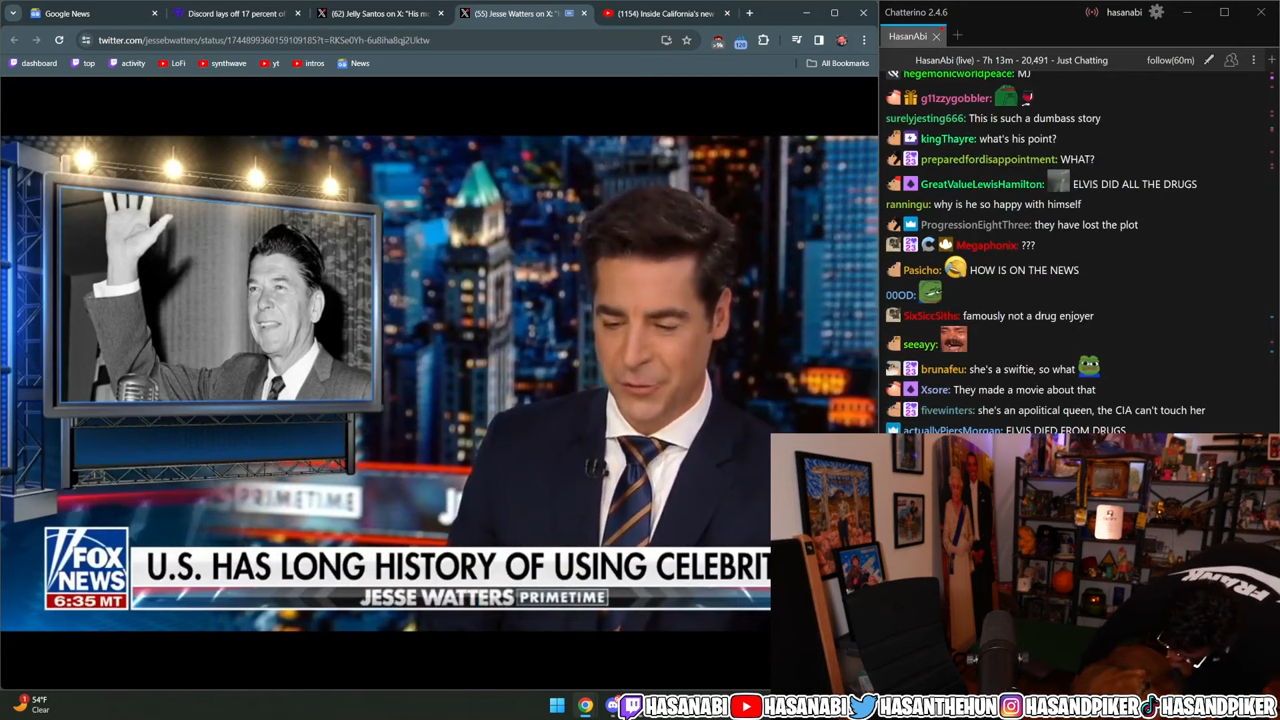 Google News
Discord lays off 17 percent of
(62) Jelly Santos on X: "His mo
(55) Jesse Watters on X: "
(1154) Inside California's new
twitter.com/jessebwatters/status/1744899360159109185?t=RKSe0Yh-6u8iha8qj2Uktw
>9k
120
dashboard
top
activity
LoFi
synthwave
yt
intros
News
All Bookmarks
Chatterino 2.4.6
hasanabi
HasanAbi
HasanAbi (live) - 7h 13m - 20,491 - Just Chatting
follow(60m)
hegemonicworldpeace: MJ
g11zzygobbler:
surelyjesting666: This is such a dumbass story
kingThayre: what's his point?
preparedfordisappointment: WHAT?
GreatValueLewisHamilton: ELVIS DID ALL THE DRUGS
ranningu: why is he so happy with himself
ProgressionEightThree: they have lost the plot
Megaphonix: ???
Pasicho: HOW IS ON THE NEWS
00OD:
SixSiccSiths: famously not a drug enjoyer
seeayy:
brunafeu: she's a swiftie, so what
Xsore: They made a movie about that
fivewinters: she's an apolitical queen, the CIA can't touch her
actuallyPiersMorgan: ELVIS DIED FROM DRUGS
PRIMETIME
FOX
NEWS
6:35 MT
U.S. HAS LONG HISTORY OF USING CELEBRIT
JESSE WATTERS PRIMETIME
FRANK
54°F
Clear
HASANABI
HASANABI
HASANTHEHUN
HASANDPIKER
HASANDPIKER